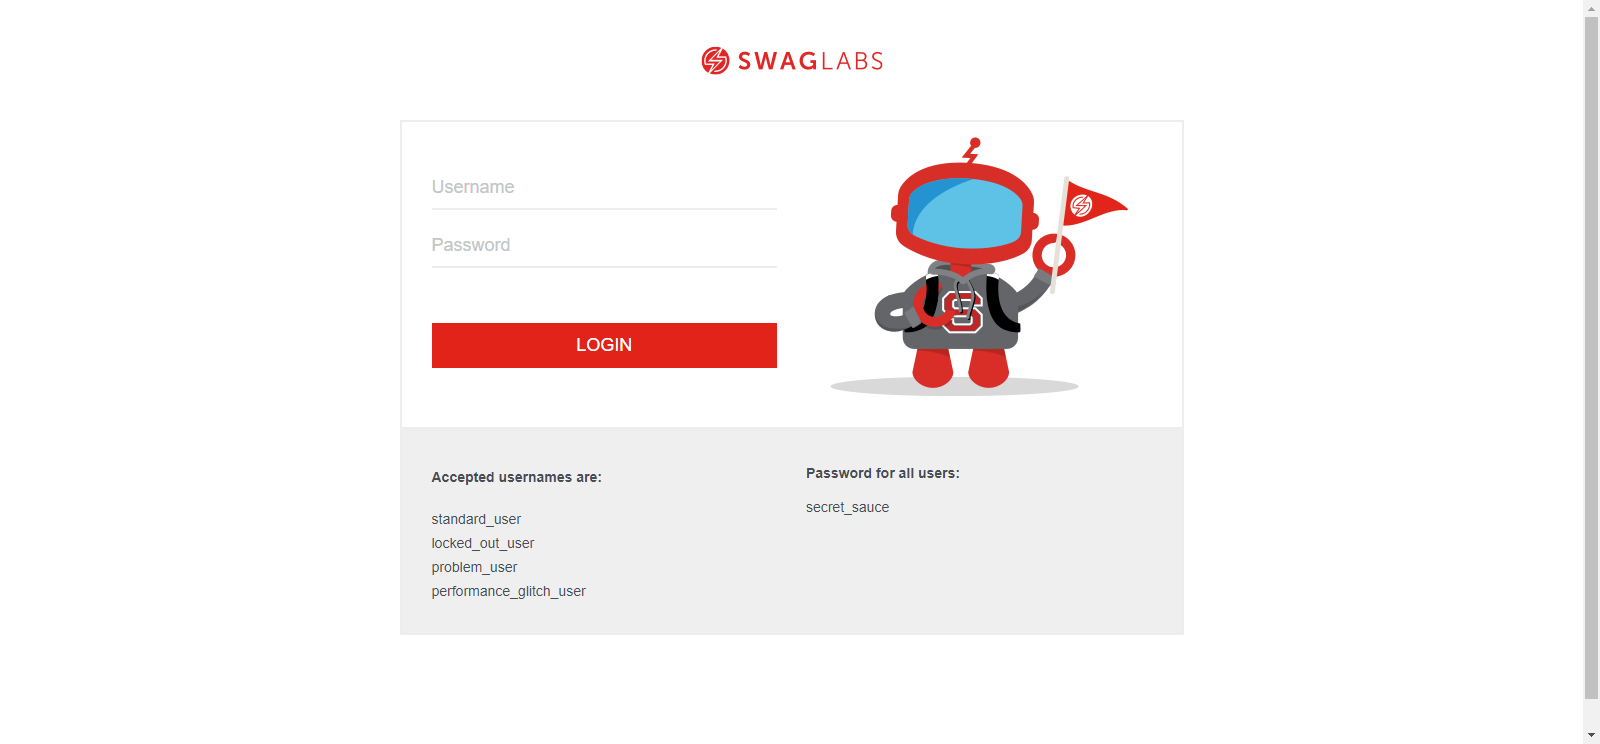 SWAGLABS
Username
Password
LOGIN
Accepted usernames are:
standard_user
locked_out_user
problem_user
performance_glitch_user
Password for all users:
secret_sauce
S